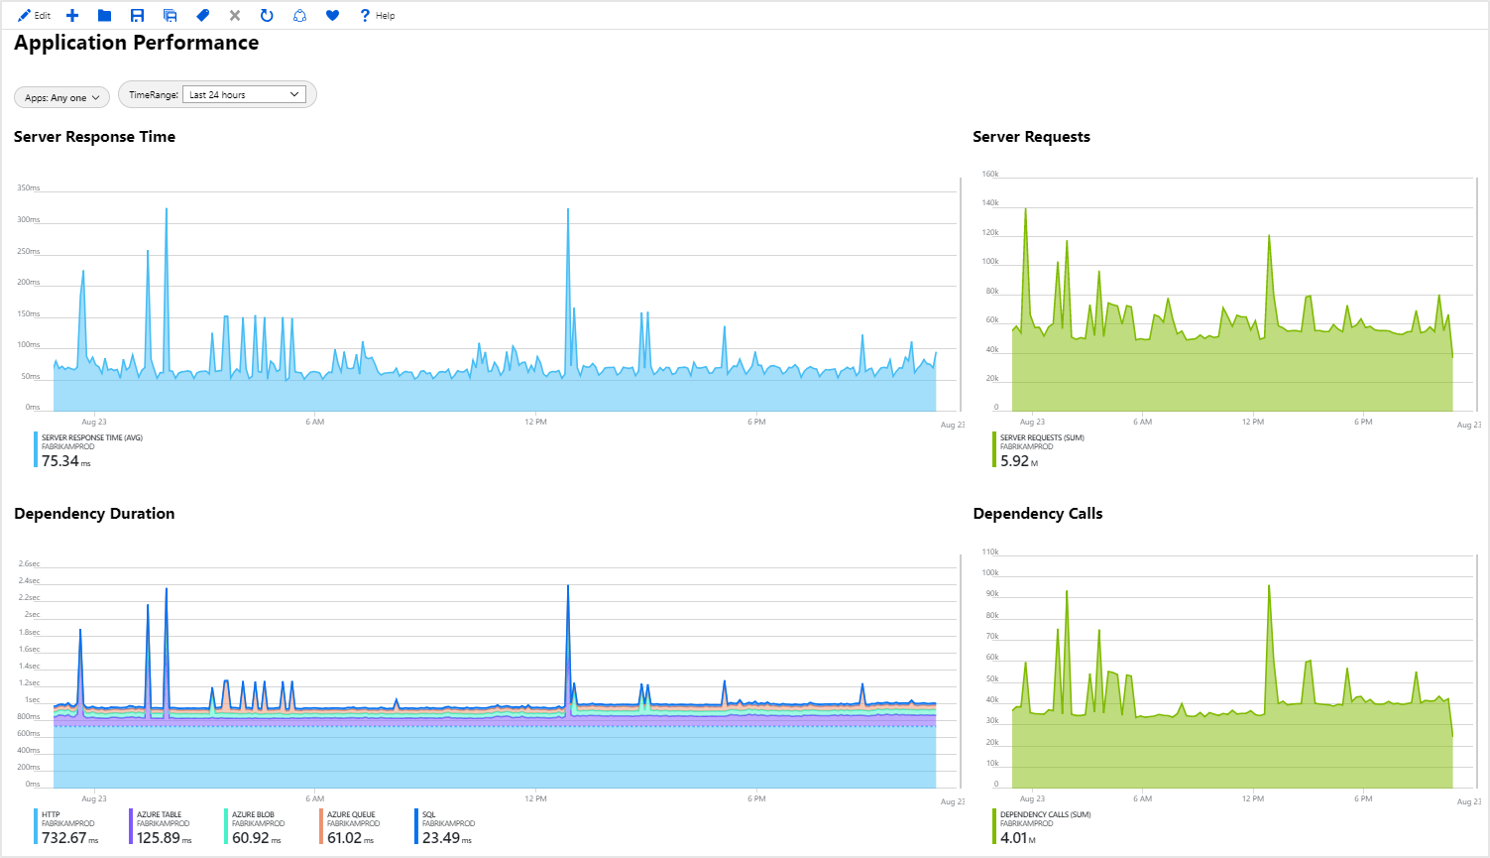 Edit
Help
Application Performance
Apps: Any one
TimeRange: Last 24 hours
Server Response Time
350ms
300ms
250ms
200ms
150ms
100ms
50ms
0ms
Aug 23 6 AM 12 PM 6 PM Aug 23
SERVER RESPONSE TIME (AVG)
FABRIKAMPROD
75.34 ms
Server Requests
160k
140k
120k
100k
80k
60k
40k
20k
0
Aug 23 6 AM 12 PM 6 PM Aug 23
SERVER REQUESTS (SUM)
FABRIKAMPROD
5.92 M
Dependency Duration
2.6sec
2.4sec
2.2sec
2sec
1.8sec
1.6sec
1.4sec
1.2sec
1sec
800ms
600ms
400ms
200ms
0ms
Aug 23 6 AM 12 PM 6 PM Aug 23
HTTP
FABRIKAMPROD
732.67 ms
AZURE TABLE
FABRIKAMPROD
125.89 ms
AZURE BLOB
FABRIKAMPROD
60.92 ms
AZURE QUEUE
FABRIKAMPROD
61.02 ms
SQL
FABRIKAMPROD
23.49 ms
Dependency Calls
110k
100k
90k
80k
70k
60k
50k
40k
30k
20k
10k
0
Aug 23 6 AM 12 PM 6 PM Aug 23
DEPENDENCY CALLS (SUM)
FABRIKAMPROD
4.01 M